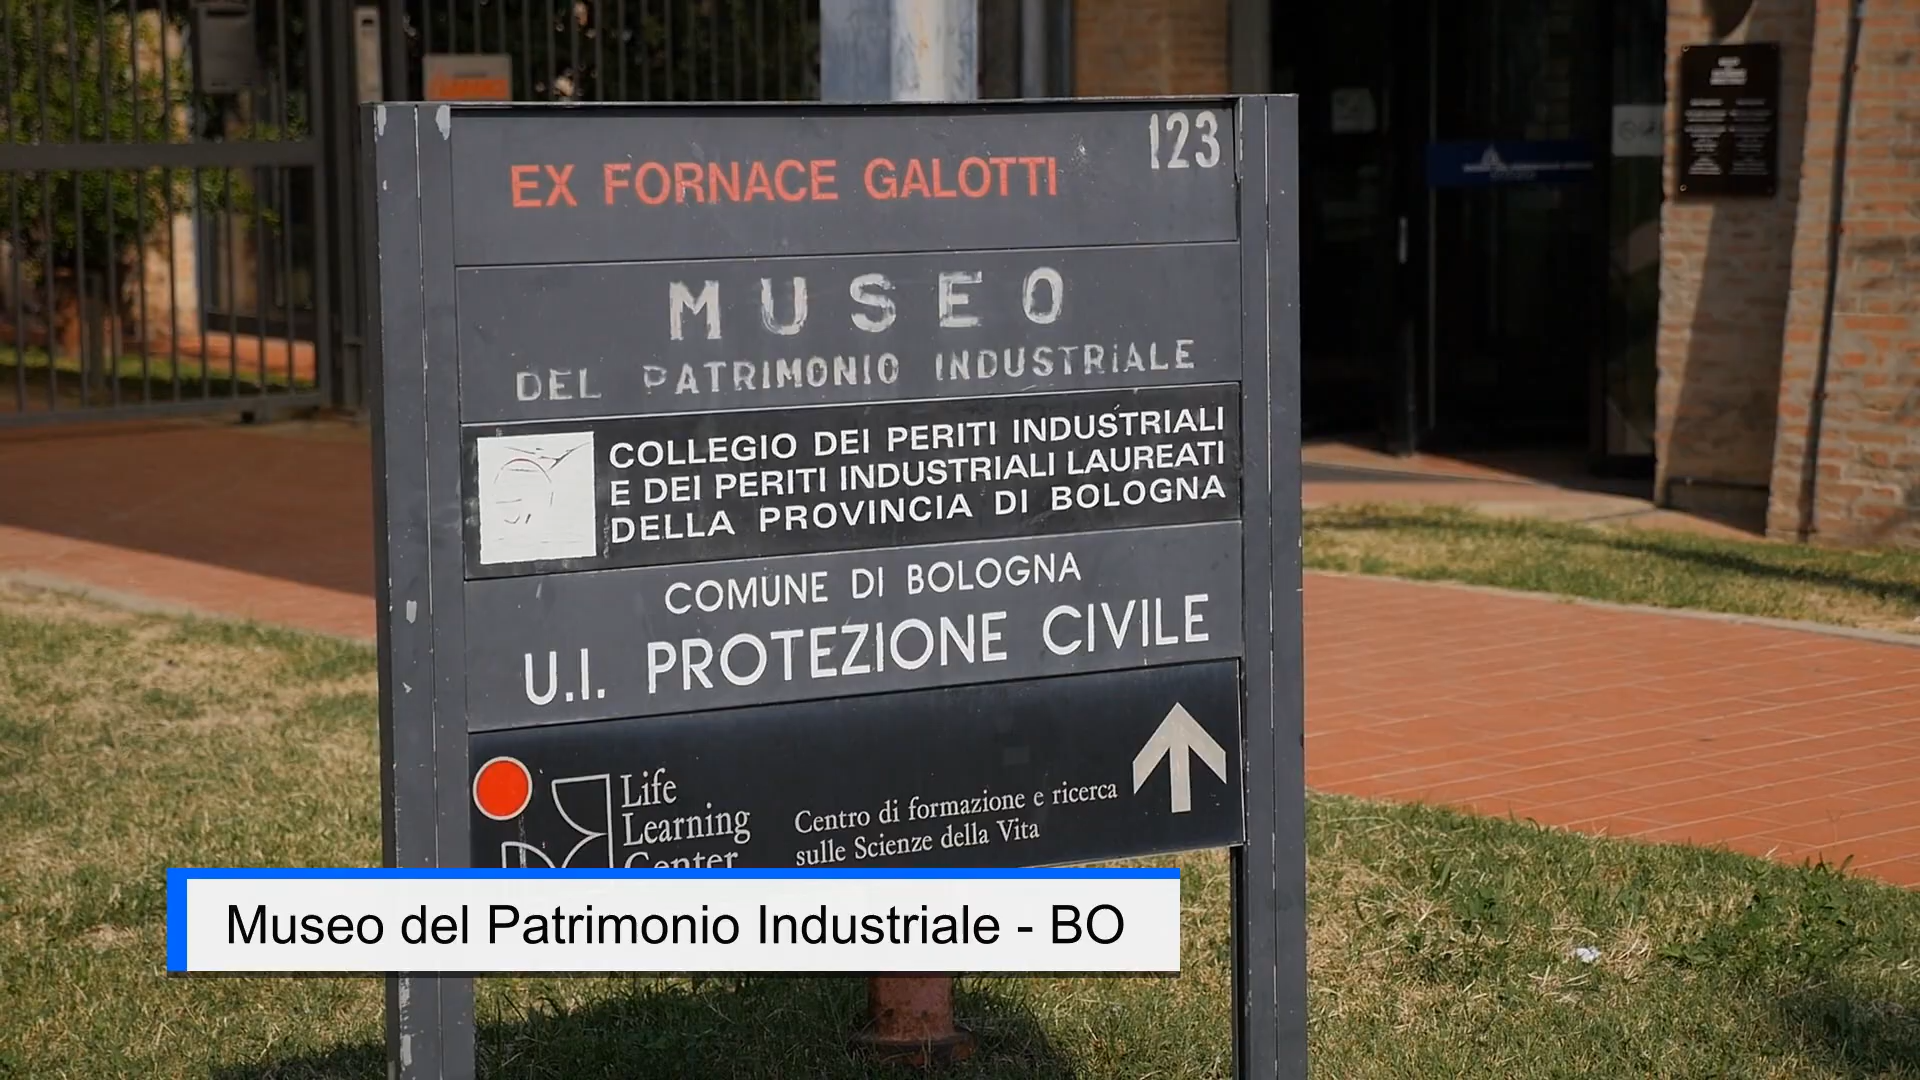 EX FORNACE GALOTTI
123
MUSEO
DEL PATRIMONIO INDUSTRIALE
COLLEGIO DEI PERITI INDUSTRIALI
E DEI PERITI INDUSTRIALI LAUREATI
DELLA PROVINCIA DI BOLOGNA
COMUNE DI BOLOGNA
U.I. PROTEZIONE CIVILE
Life
Learning
Center
Centro di formazione e ricerca
sulle Scienze della Vita
Museo del Patrimonio Industriale - BO